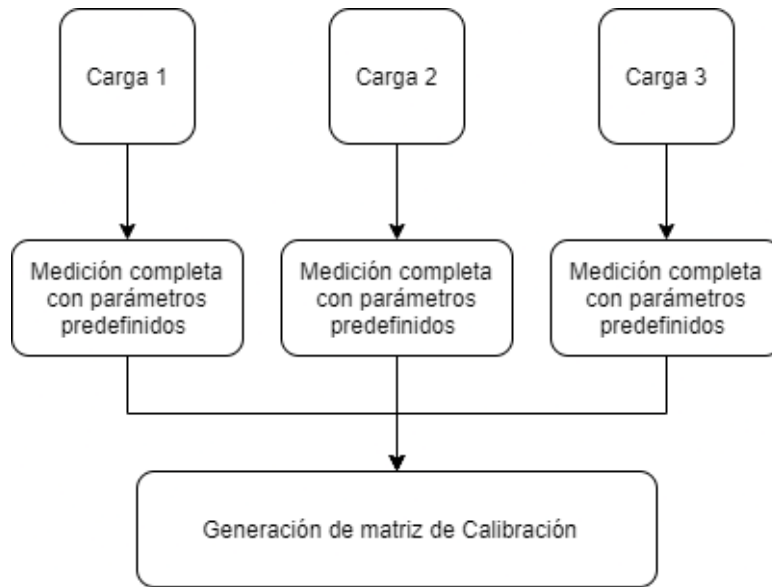 Carga 1
Carga 2
Carga 3
Medición completa
con parámetros
predefinidos
Medición completa
con parámetros
predefinidos
Medición completa
con parámetros
predefinidos
Generación de matriz de Calibración